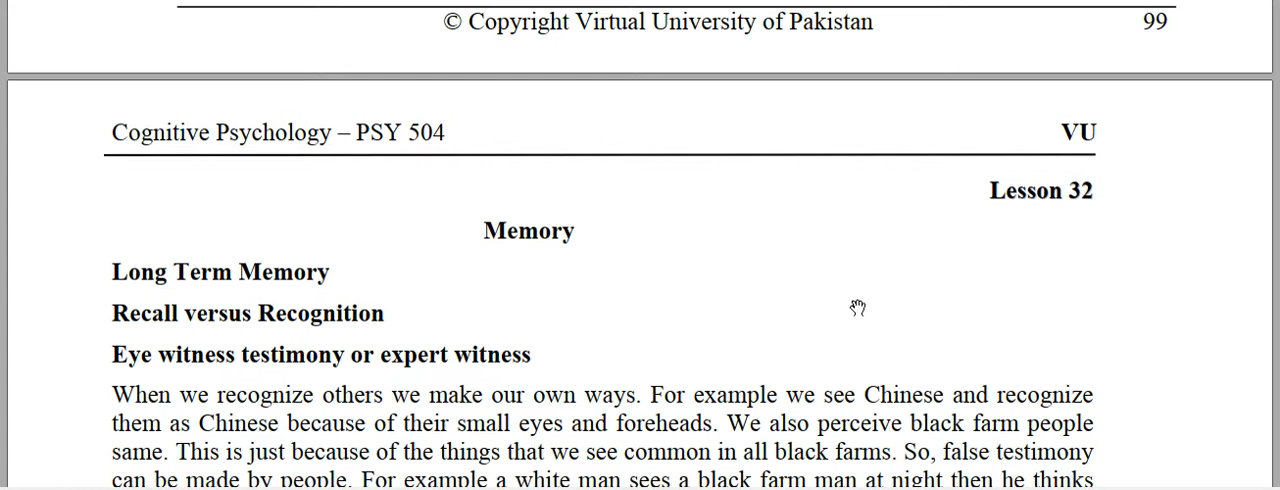 © Copyright Virtual University of Pakistan 99
Cognitive Psychology – PSY 504 VU
Lesson 32
Memory
Long Term Memory
Recall versus Recognition
Eye witness testimony or expert witness
When we recognize others we make our own ways. For example we see Chinese and recognize
them as Chinese because of their small eyes and foreheads. We also perceive black farm people
same. This is just because of the things that we see common in all black farms. So, false testimony
can be made by people. For example a white man sees a black farm man at night then he thinks